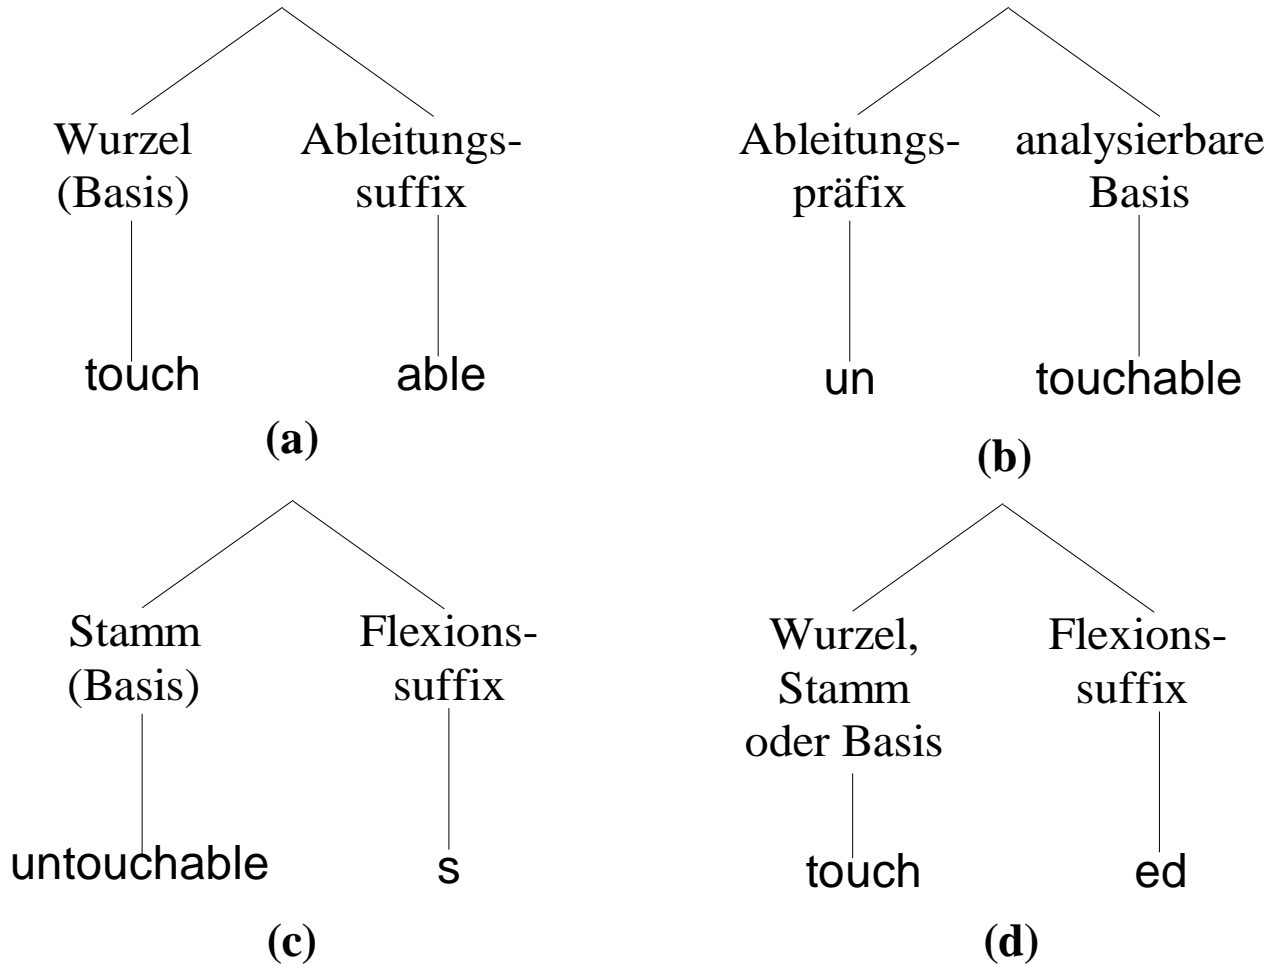 Wurzel
(Basis)
Ableitungs-
suffix
touch
able
(a)
Ableitungs-
präfix
analysierbare
Basis
un
touchable
(b)
Stamm
(Basis)
Flexions-
suffix
untouchable
s
(c)
Wurzel,
Stamm
oder Basis
Flexions-
suffix
touch
ed
(d)